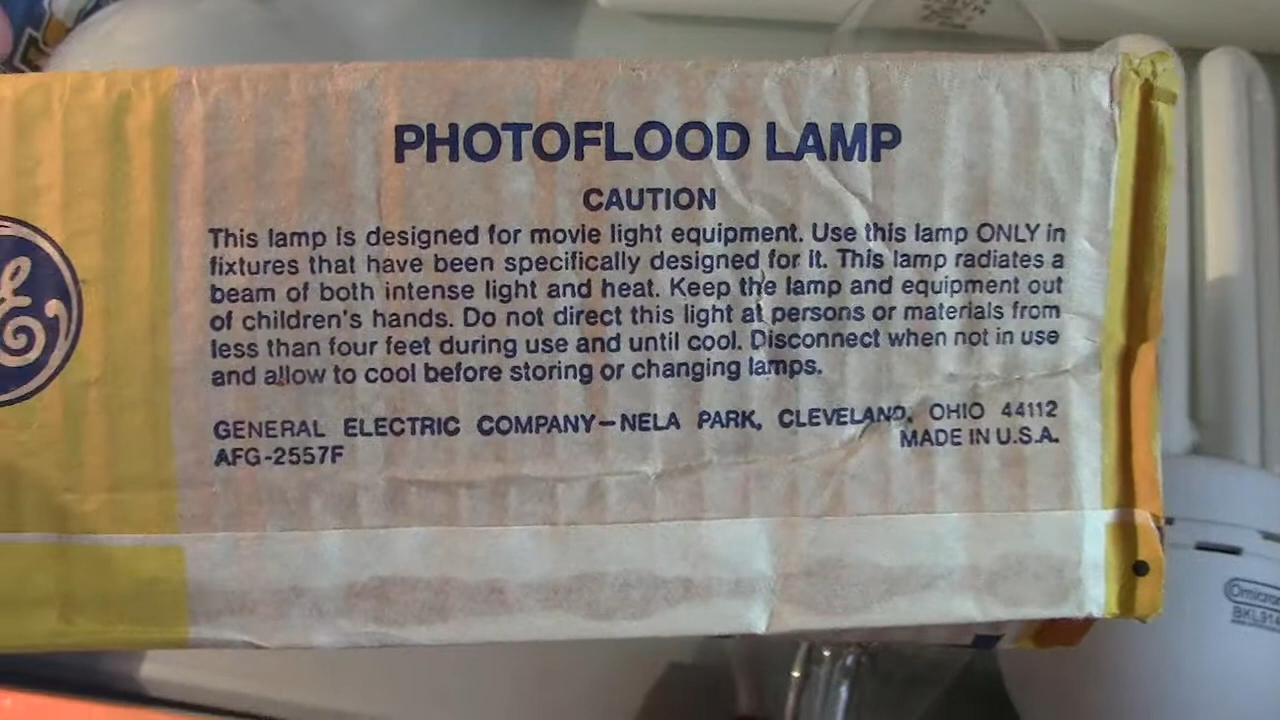 PHOTOFLOOD LAMP
CAUTION
This lamp is designed for movie light equipment. Use this lamp ONLY in
fixtures that have been specifically designed for it. This lamp radiates a
beam of both intense light and heat. Keep the lamp and equipment out
of children's hands. Do not direct this light at persons or materials from
less than four feet during use and until cool. Disconnect when not in use
and allow to cool before storing or changing lamps.
GENERAL ELECTRIC COMPANY—NELA PARK, CLEVELAND, OHIO 44112
MADE IN U.S.A.
AFG-2557F